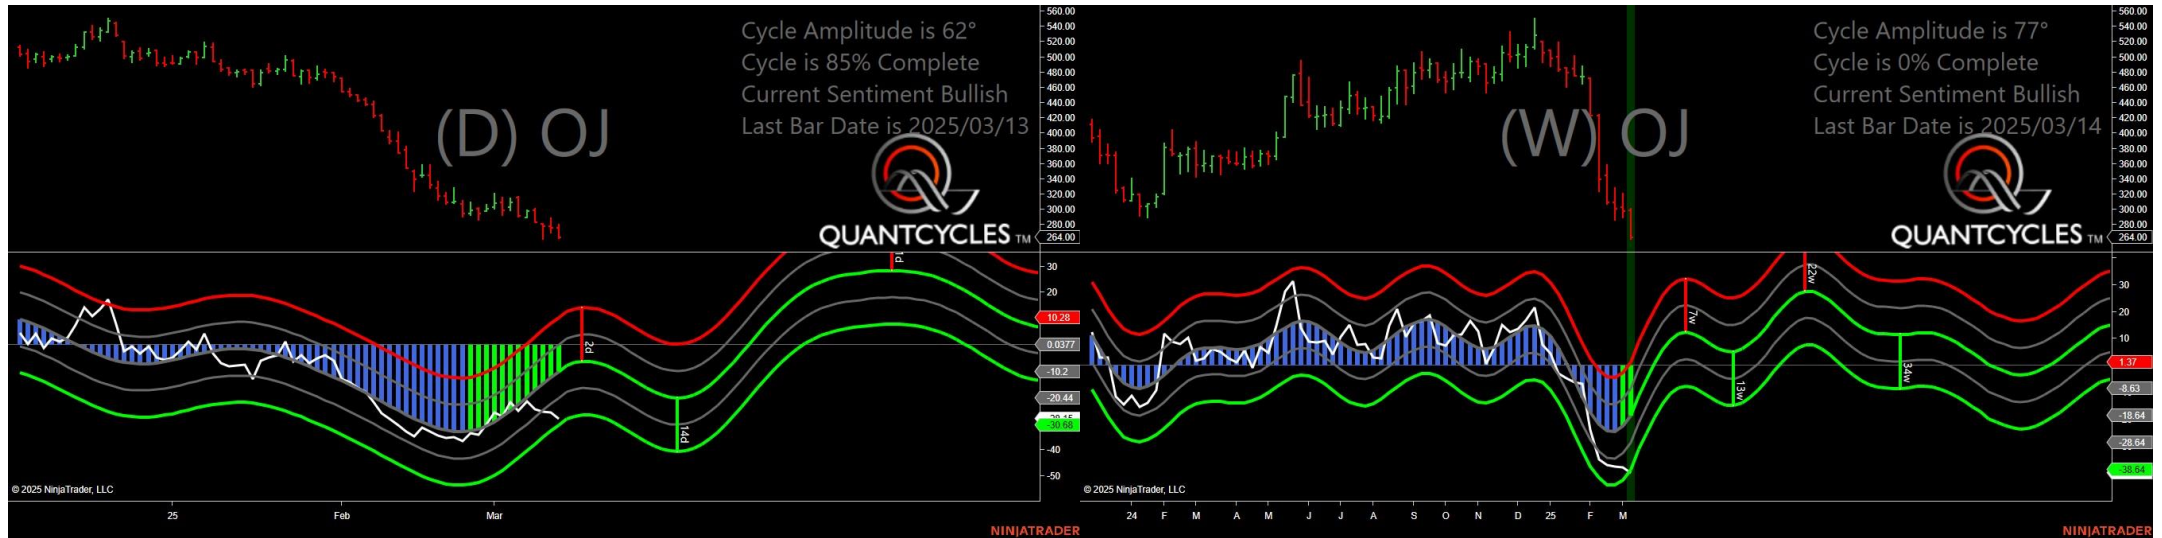 Cycle Amplitude is 62°
Cycle is 85% Complete
Current Sentiment Bullish
Last Bar Date is 2025/03/13
(D) OJ
QUANTCYCLES TM
560.00
540.00
520.00
500.00
480.00
460.00
440.00
420.00
400.00
380.00
360.00
340.00
320.00
300.00
280.00
264.00
30
20
10.28
0.0377
-10.2
-20.44
-30.68
-40
-50
2d
14d
© 2025 NinjaTrader, LLC
25 Feb Mar
NINJATRADER
Cycle Amplitude is 77°
Cycle is 0% Complete
Current Sentiment Bullish
Last Bar Date is 2025/03/14
(W) OJ
QUANTCYCLES TM
560.00
540.00
520.00
500.00
480.00
460.00
440.00
420.00
400.00
380.00
360.00
340.00
320.00
300.00
280.00
264.00
30
20
10
1.37
-8.63
-18.64
-28.64
-38.64
7w
13w
22w
34w
© 2025 NinjaTrader, LLC
24 F M A M J J A S O N D 25 F M
NINJATRADER